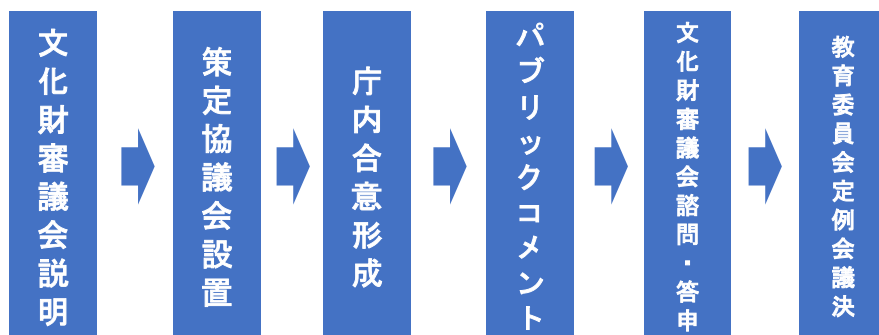 文化財審議会説明
策定協議会設置
庁内合意形成
パブリックコメント
文化財審議会諮問・答申
教育委員会定例会議決